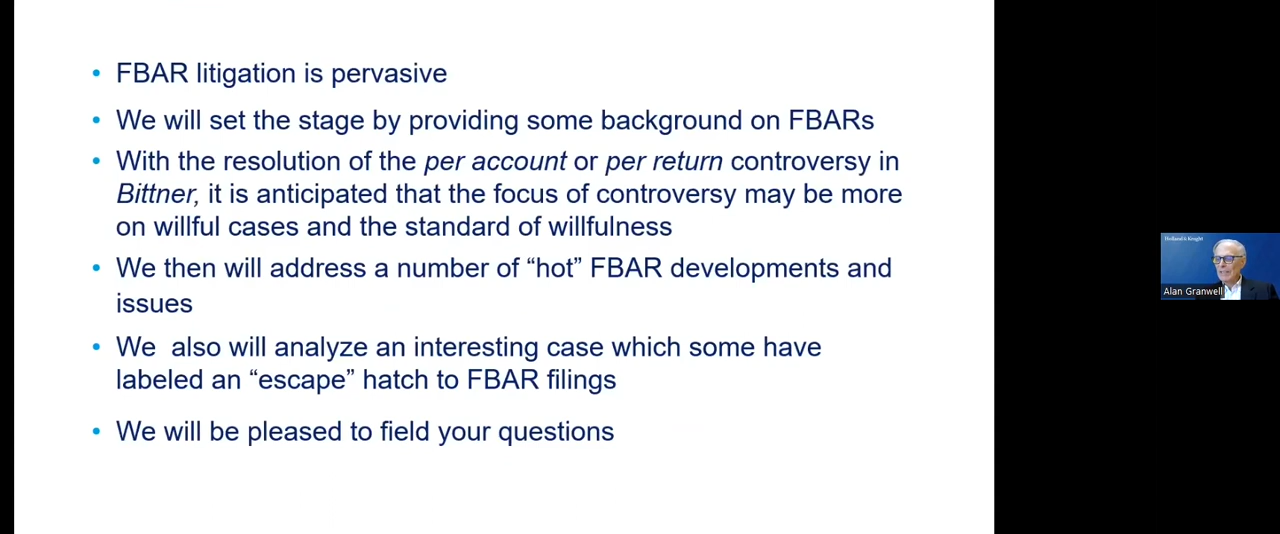 • FBAR litigation is pervasive
• We will set the stage by providing some background on FBARs
• With the resolution of the per account or per return controversy in
Bittner, it is anticipated that the focus of controversy may be more
on willful cases and the standard of willfulness
• We then will address a number of “hot” FBAR developments and
issues
• We  also will analyze an interesting case which some have
labeled an “escape” hatch to FBAR filings
• We will be pleased to field your questions
Holland & Knight
Alan Granwell